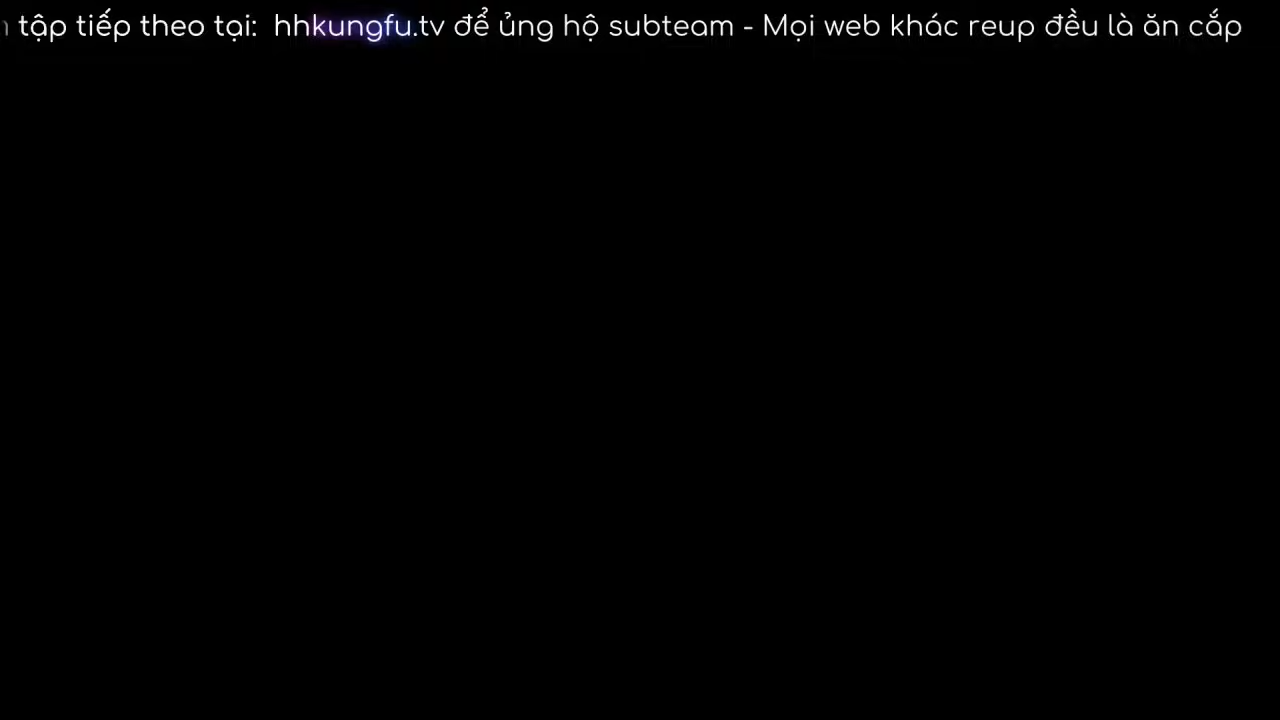 tập tiếp theo tại: hhkungfu.tv để ủng hộ subteam - Mọi web khác reup đều là ăn cắp